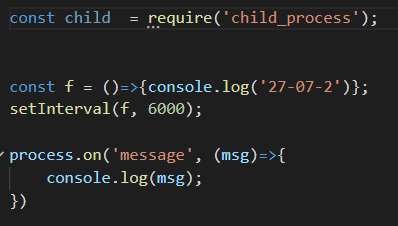 const child  = require('child_process');
const f = ()=>{console.log('27-07-2')};
setInterval(f, 6000);
process.on('message', (msg)=>{
    console.log(msg);
})